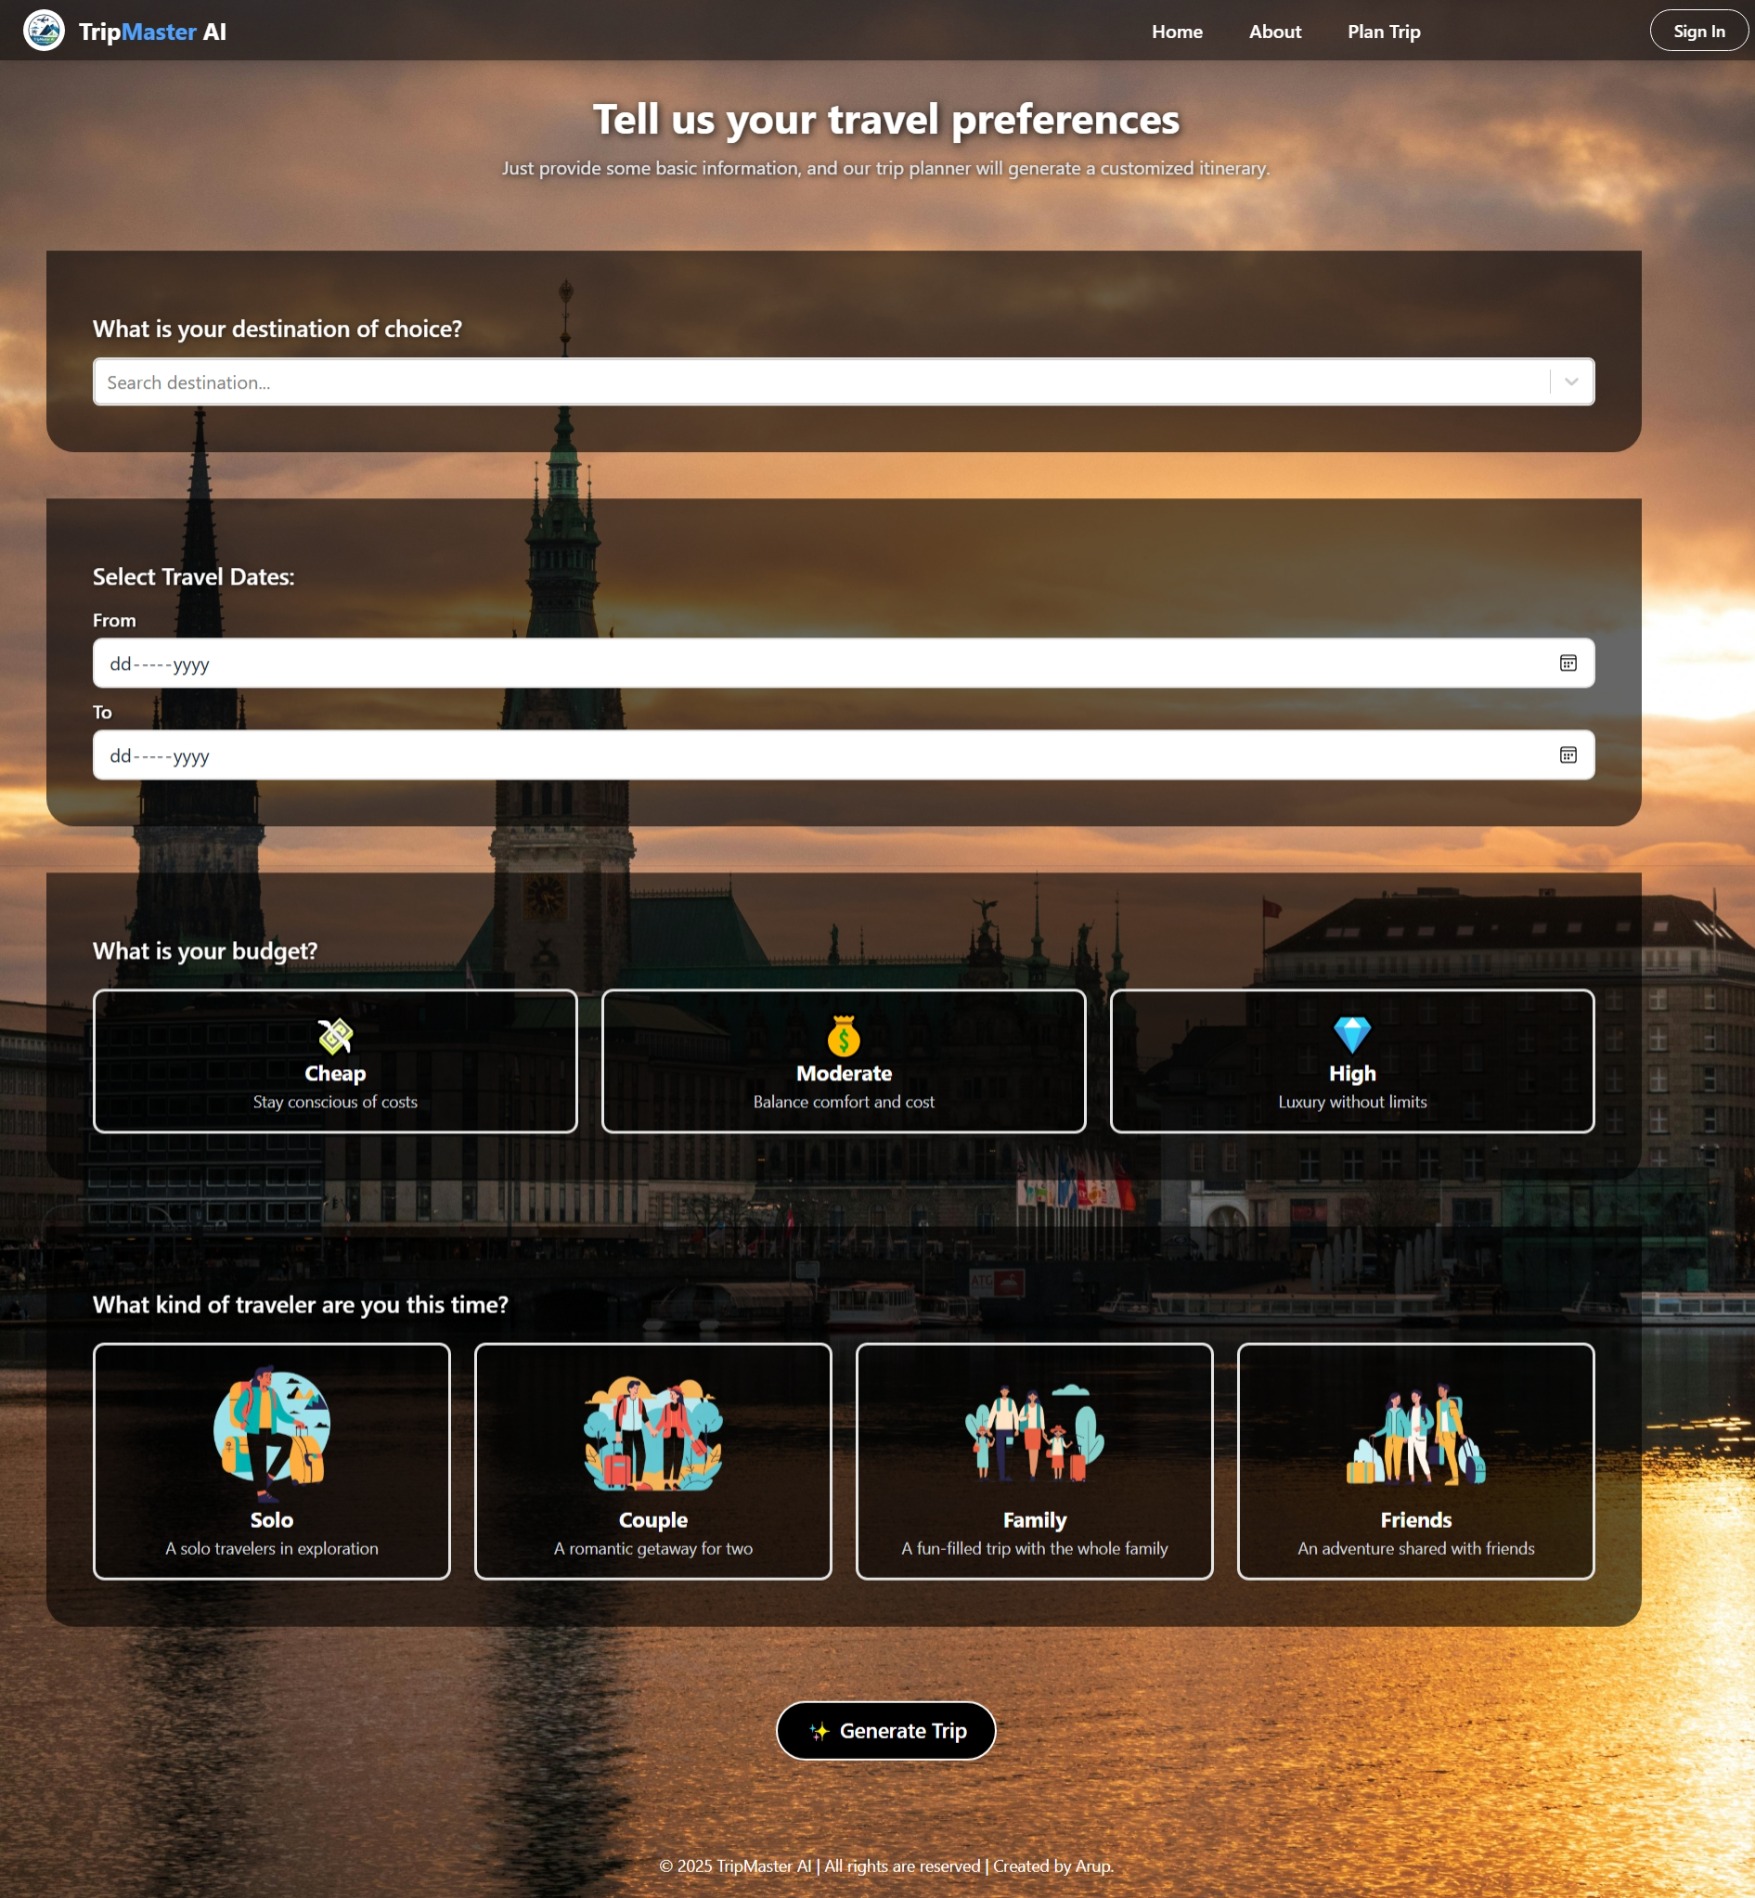 TripMaster AI
Home
About
Plan Trip
Sign In
Tell us your travel preferences
Just provide some basic information, and our trip planner will generate a customized itinerary.
What is your destination of choice?
Search destination...
Select Travel Dates:
From
dd-----yyyy
To
dd-----yyyy
What is your budget?
Cheap
Stay conscious of costs
Moderate
Balance comfort and cost
High
Luxury without limits
ATG
What kind of traveler are you this time?
Solo
A solo travelers in exploration
Couple
A romantic getaway for two
Family
A fun-filled trip with the whole family
Friends
An adventure shared with friends
✨ Generate Trip
© 2025 TripMaster AI | All rights are reserved | Created by Arup.